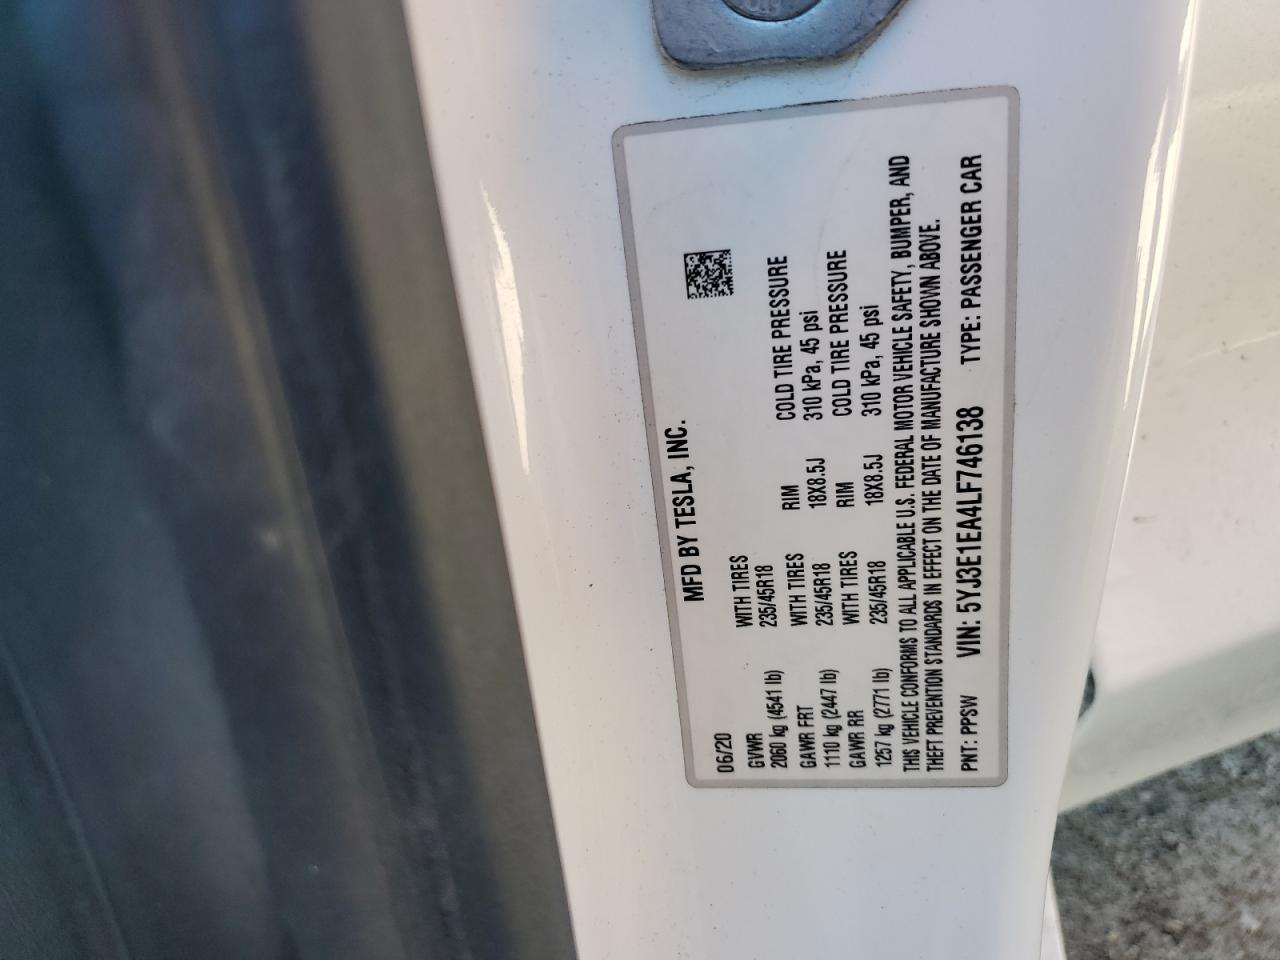 MFD BY TESLA, INC.
06/20
GVWR WITH TIRES
2060 kg (4541 lb) 235/45R18
GAWR FRT WITH TIRES RIM COLD TIRE PRESSURE
1110 kg (2447 lb) 235/45R18 18X8.5J 310 kPa, 45 psi
GAWR RR WITH TIRES RIM COLD TIRE PRESSURE
1257 kg (2771 lb) 235/45R18 18X8.5J 310 kPa, 45 psi
THIS VEHICLE CONFORMS TO ALL APPLICABLE U.S. FEDERAL MOTOR VEHICLE SAFETY, BUMPER, AND
THEFT PREVENTION STANDARDS IN EFFECT ON THE DATE OF MANUFACTURE SHOWN ABOVE.
PNT: PPSW VIN: 5YJ3E1EA4LF746138 TYPE: PASSENGER CAR